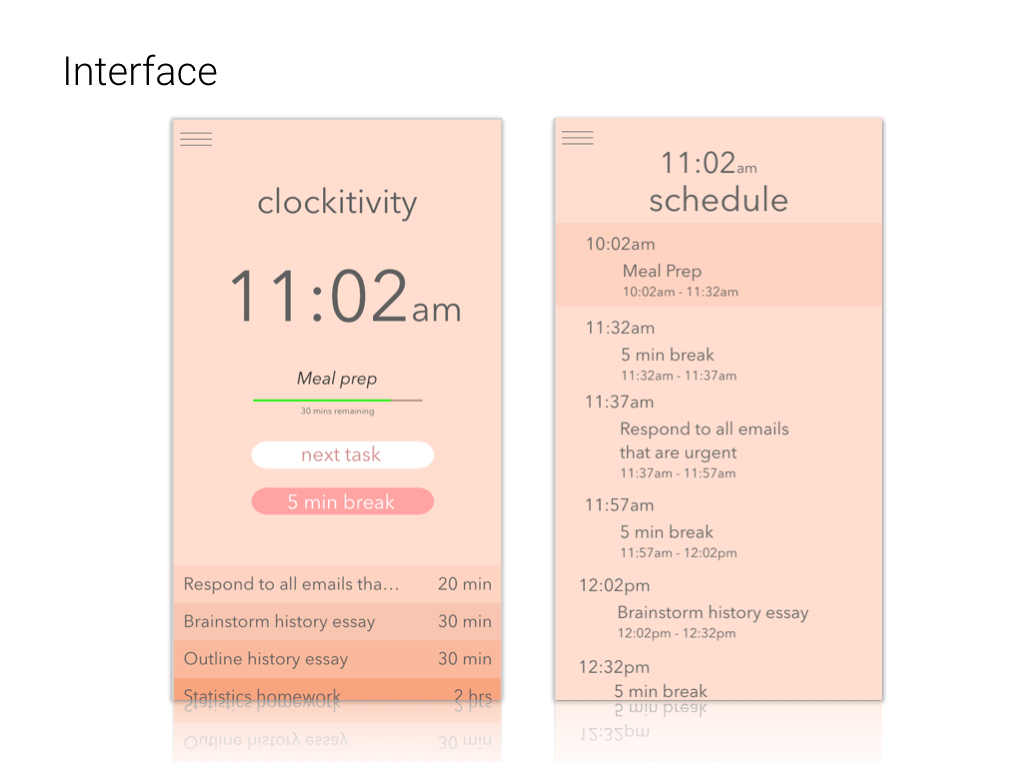 Interface
clockitivity
11:02am
Meal prep
30 mins remaining
next task
5 min break
Respond to all emails tha... 20 min
Brainstorm history essay 30 min
Outline history essay 30 min
Statistics homework 2 hrs
11:02am
schedule
10:02am
Meal Prep
10:02am - 11:32am
11:32am
5 min break
11:32am - 11:37am
11:37am
Respond to all emails
that are urgent
11:37am - 11:57am
11:57am
5 min break
11:57am - 12:02pm
12:02pm
Brainstorm history essay
12:02pm - 12:32pm
12:32pm
5 min break